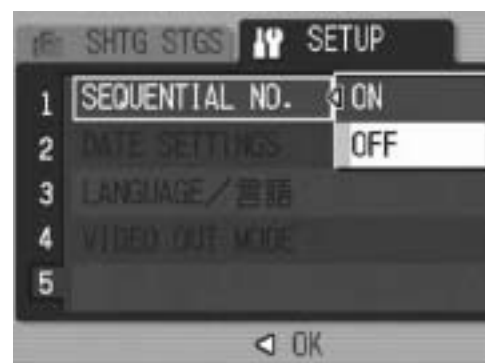 SHTG STGS SETUP
1 SEQUENTIAL NO. ON
2 DATE SETTINGS OFF
3 LANGUAGE/言語
4 VIDEO OUT MODE
5
OK